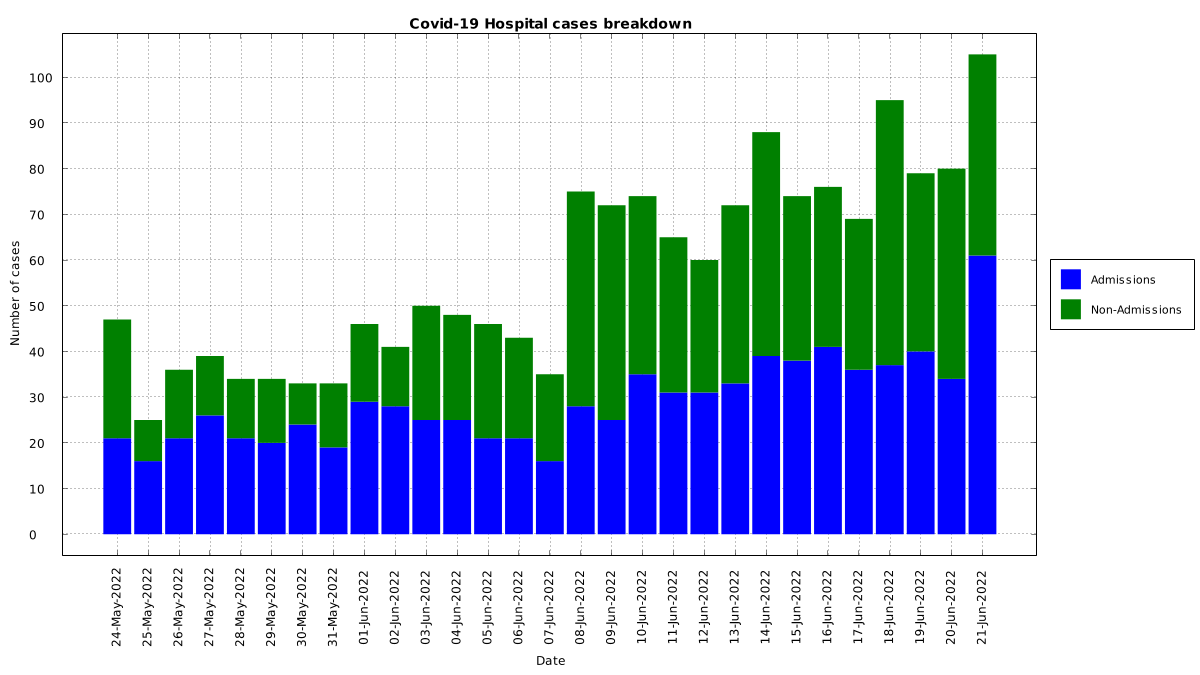 Covid-19 Hospital cases breakdown
Number of cases
100
90
80
70
60
50
40
30
20
10
0
24-May-2022
25-May-2022
26-May-2022
27-May-2022
28-May-2022
29-May-2022
30-May-2022
31-May-2022
01-Jun-2022
02-Jun-2022
03-Jun-2022
04-Jun-2022
05-Jun-2022
06-Jun-2022
07-Jun-2022
08-Jun-2022
09-Jun-2022
10-Jun-2022
11-Jun-2022
12-Jun-2022
13-Jun-2022
14-Jun-2022
15-Jun-2022
16-Jun-2022
17-Jun-2022
18-Jun-2022
19-Jun-2022
20-Jun-2022
21-Jun-2022
Date
Admissions
Non-Admissions